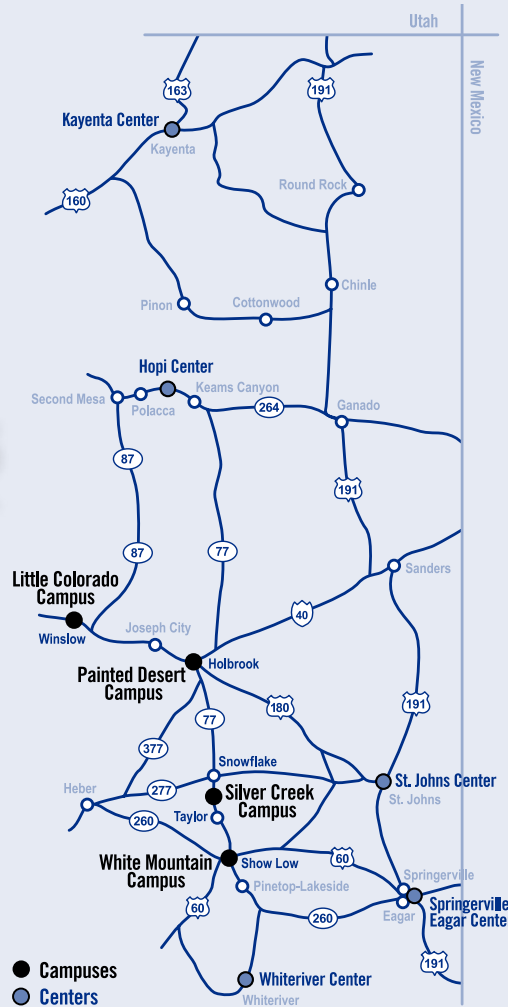 Utah
New Mexico
163
191
Kayenta Center
Kayenta
160
Round Rock
Chinle
Pinon
Cottonwood
Hopi Center
Second Mesa
Polacca
Keams Canyon
264
Ganado
87
191
87
77
Sanders
Little Colorado
Campus
Winslow
Joseph City
40
Painted Desert
Campus
Holbrook
77
180
191
377
Snowflake
277
Heber
St. Johns Center
St. Johns
Silver Creek
Campus
260
Taylor
White Mountain
Campus
Show Low
60
Springerville
Pinetop-Lakeside
60
260
Eagar
Springerville
Eagar Center
191
Campuses
Centers
Whiteriver Center
Whiteriver